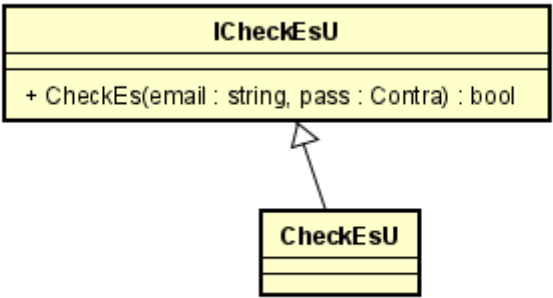 ICheckEsU
+ CheckEs(email : string, pass : Contra) : bool
CheckEsU